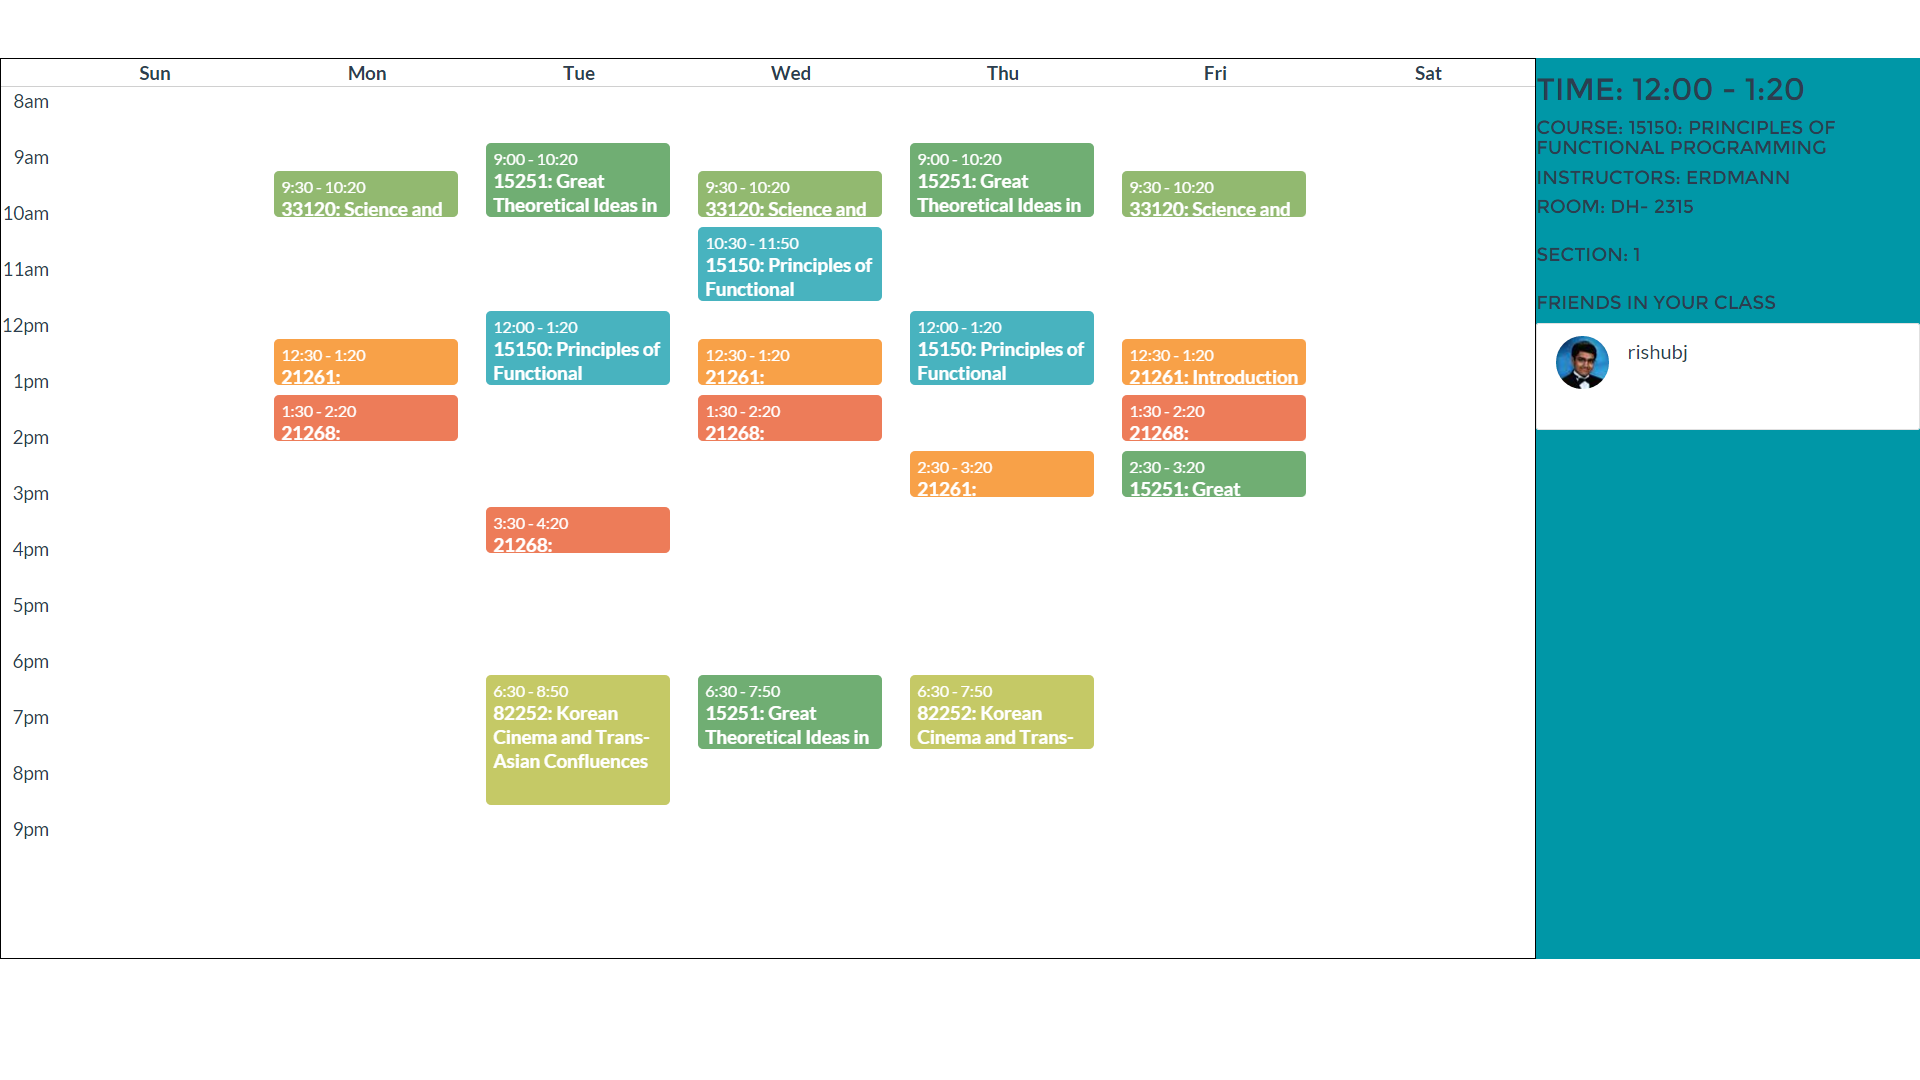 Sun Mon Tue Wed Thu Fri Sat
8am
9am
10am
11am
12pm
1pm
2pm
3pm
4pm
5pm
6pm
7pm
8pm
9pm
9:30 - 10:20
33120: Science and
12:30 - 1:20
21261:
1:30 - 2:20
21268:
9:00 - 10:20
15251: Great
Theoretical Ideas in
12:00 - 1:20
15150: Principles of
Functional
3:30 - 4:20
21268:
6:30 - 8:50
82252: Korean
Cinema and Trans-
Asian Confluences
9:30 - 10:20
33120: Science and
10:30 - 11:50
15150: Principles of
Functional
12:30 - 1:20
21261:
1:30 - 2:20
21268:
6:30 - 7:50
15251: Great
Theoretical Ideas in
9:00 - 10:20
15251: Great
Theoretical Ideas in
12:00 - 1:20
15150: Principles of
Functional
2:30 - 3:20
21261:
6:30 - 7:50
82252: Korean
Cinema and Trans-
9:30 - 10:20
33120: Science and
12:30 - 1:20
21261: Introduction
1:30 - 2:20
21268:
2:30 - 3:20
15251: Great
TIME: 12:00 - 1:20
COURSE: 15150: PRINCIPLES OF
FUNCTIONAL PROGRAMMING
INSTRUCTORS: ERDMANN
ROOM: DH- 2315
SECTION: 1
FRIENDS IN YOUR CLASS
rishubj